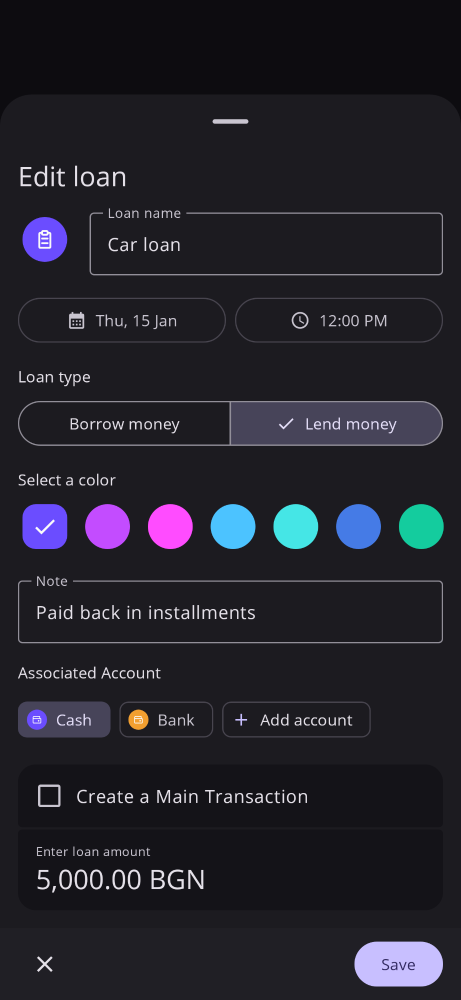 Edit loan
Loan name
Car loan
Thu, 15 Jan
12:00 PM
Loan type
Borrow money
Lend money
Select a color
Note
Paid back in installments
Associated Account
Cash
Bank
Add account
Create a Main Transaction
Enter loan amount
5,000.00 BGN
Save